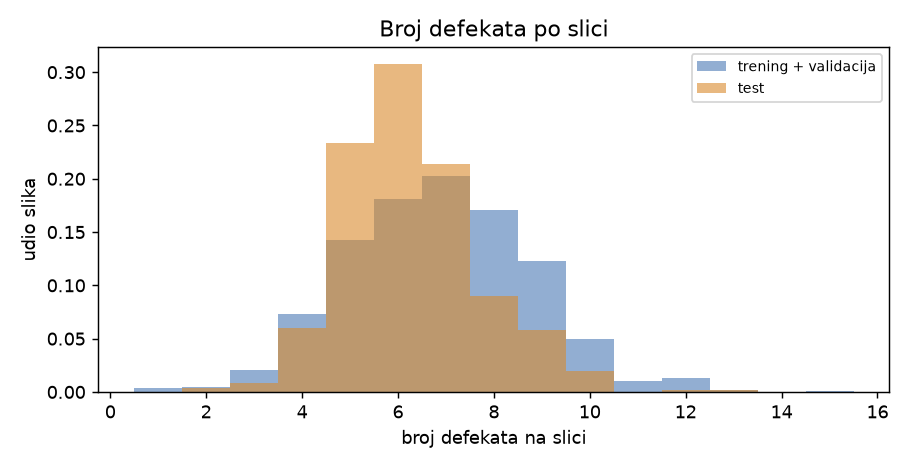 Broj defekata po slici
trening + validacija
test
udio slika
0.30
0.25
0.20
0.15
0.10
0.05
0.00
0 2 4 6 8 10 12 14 16
broj defekata na slici